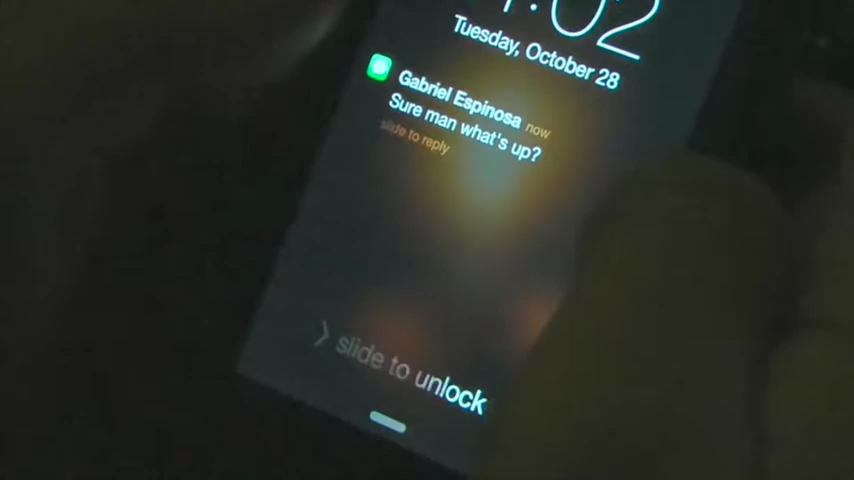 Tuesday, October 28
Gabriel Espinosa now
Sure man what's up?
slide to reply
slide to unlock